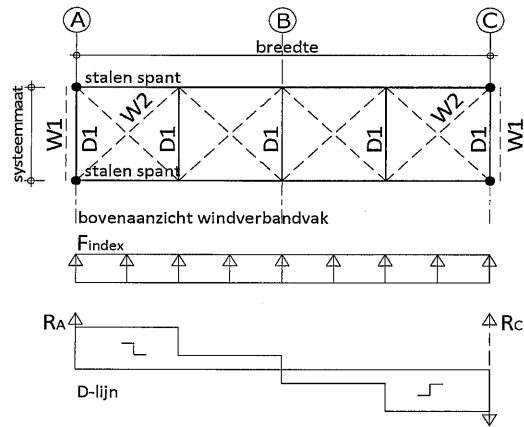 A B C
breedte
stalen spant
systeemmaat
W1 D1 W2 D1 D1 D1 W2 D1 W1
stalen spant
bovenaanzicht windverbandvak
Findex
RA RC
D-lijn